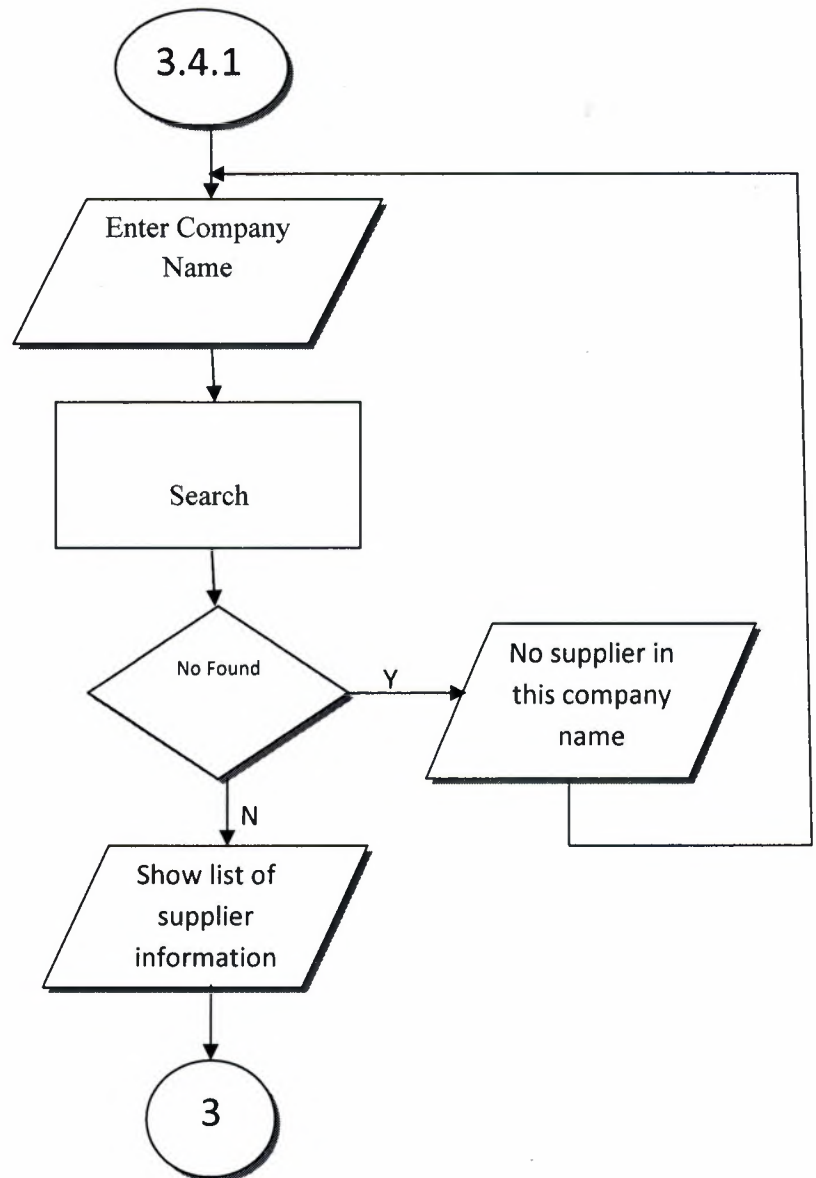 3.4.1
Enter Company
Name
Search
No Found
Y
No supplier in
this company
name
N
Show list of
supplier
information
3